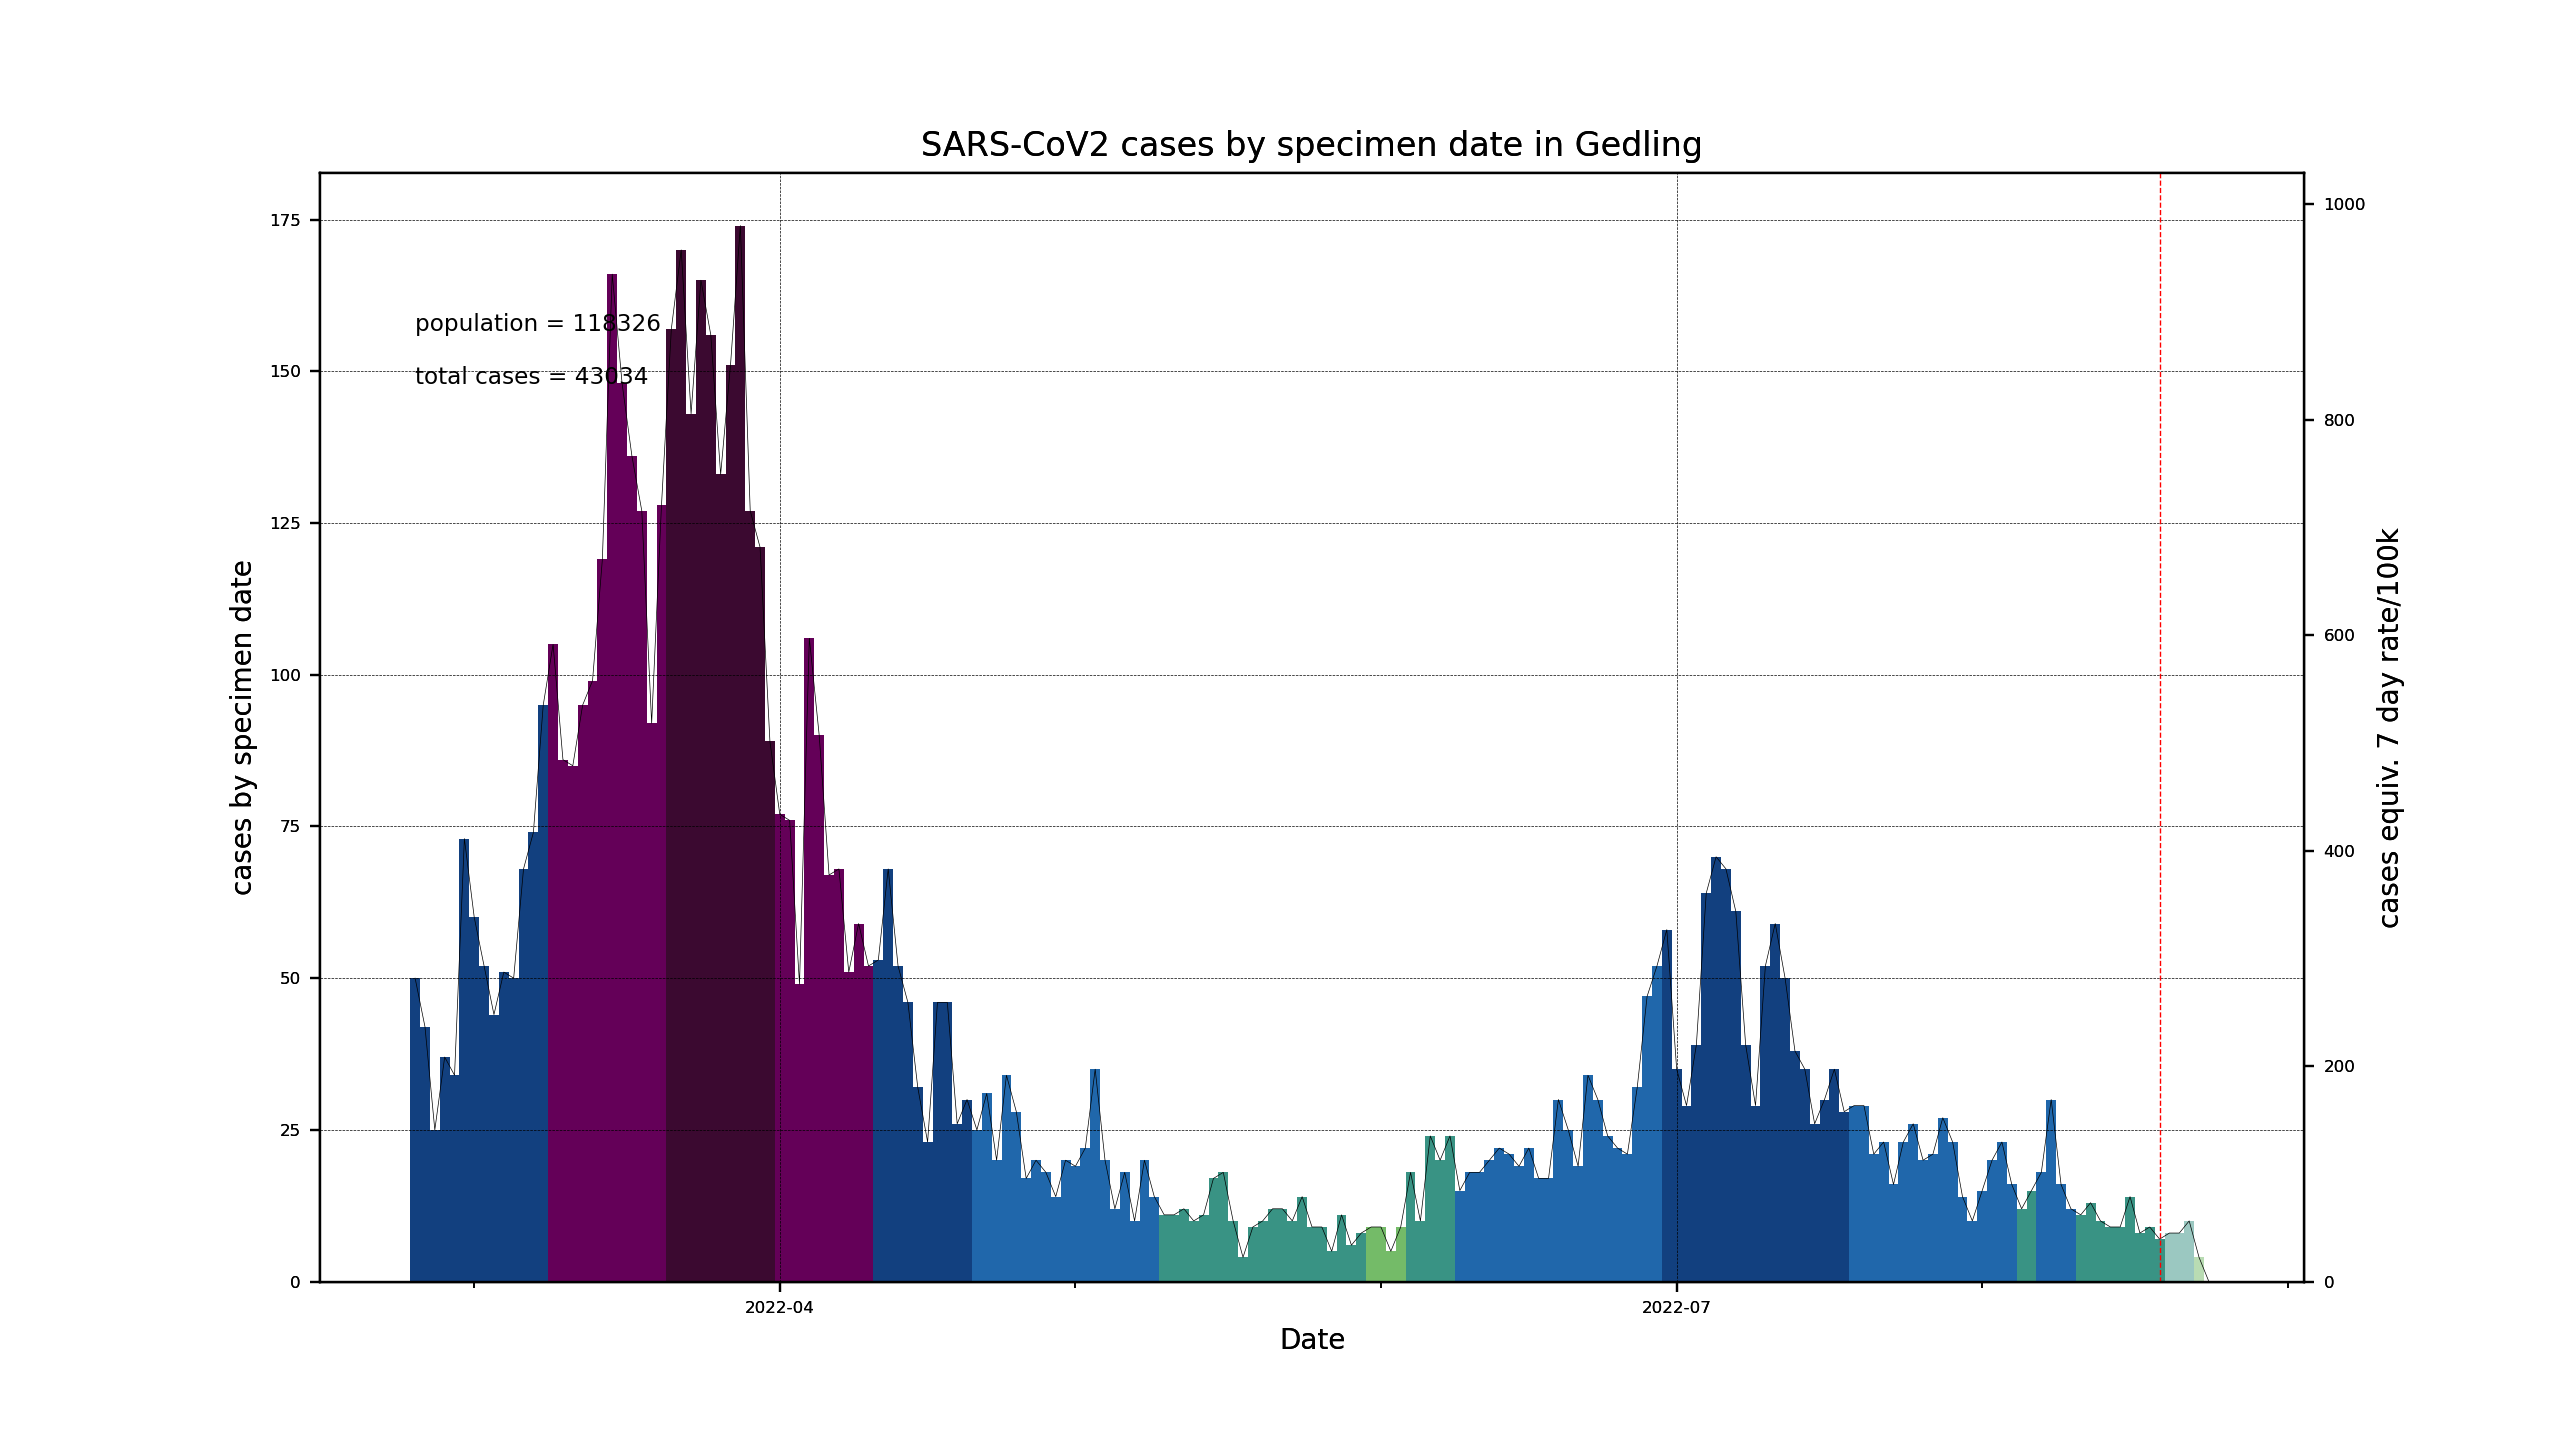 SARS-CoV2 cases by specimen date in Gedling
population = 118326
total cases = 43034
cases by specimen date
175
150
125
100
75
50
25
0
1000
800
600
400
200
0
cases equiv. 7 day rate/100k
2022-04
2022-07
Date